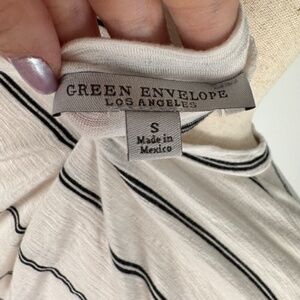 GREEN ENVELOPE
LOS ANGELES
S
Made in
Mexico